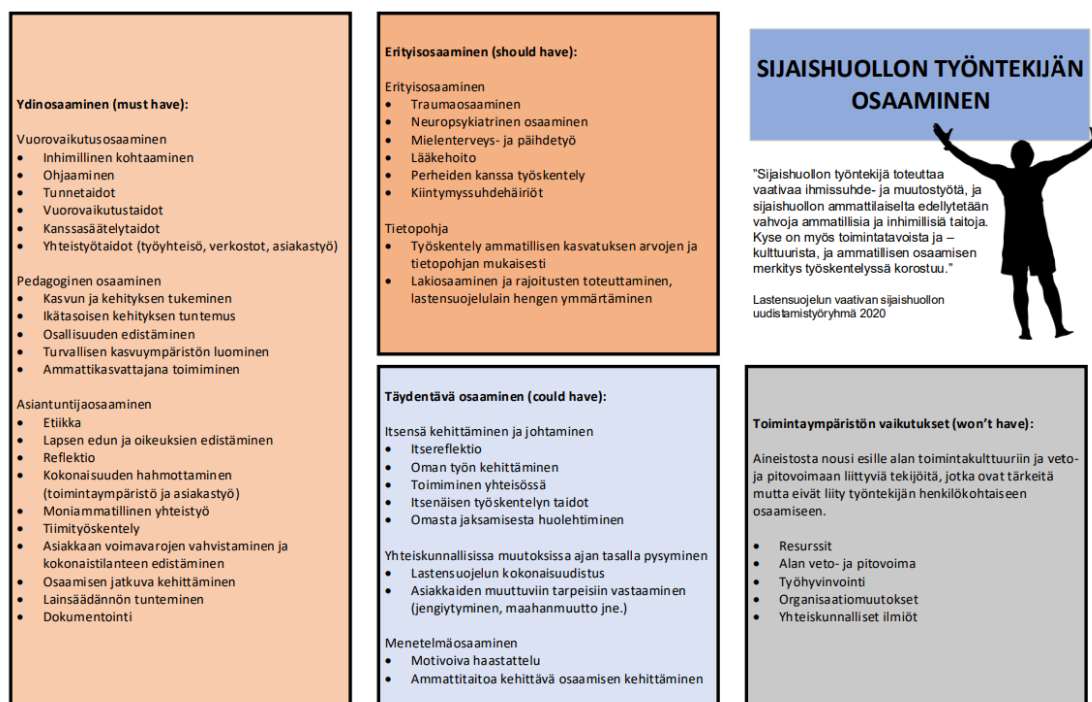 Ydinosaaminen (must have):
Vuorovaikutusosaaminen
• Inhimillinen kohtaaminen
• Ohjaaminen
• Tunnetaidot
• Vuorovaikutustaidot
• Kanssasäätelytaidot
• Yhteistyötaidot (työyhteisö, verkostot, asiakastyö)
Pedagoginen osaaminen
• Kasvun ja kehityksen tukeminen
• Ikätasoisen kehityksen tuntemus
• Osallisuuden edistäminen
• Turvallisen kasvuympäristön luominen
• Ammattikasvattajana toimiminen
Asiantuntijaosaaminen
• Etiikka
• Lapsen edun ja oikeuksien edistäminen
• Reflektio
• Kokonaisuuden hahmottaminen
(toimintaympäristö ja asiakastyö)
• Moniammatillinen yhteistyö
• Tiimityöskentely
• Asiakkaan voimavarojen vahvistaminen ja
kokonaistilanteen edistäminen
• Osaamisen jatkuva kehittäminen
• Lainsäädännön tunteminen
• Dokumentointi
Erityisosaaminen (should have):
Erityisosaaminen
• Traumaosaaminen
• Neuropsykiatrinen osaaminen
• Mielenterveys- ja päihdetyö
• Lääkehoito
• Perheiden kanssa työskentely
• Kiintymyssuhdehäiriöt
Tietopohja
• Työskentely ammatillisen kasvatuksen arvojen ja
tietopohjan mukaisesti
• Lakiosaaminen ja rajoitusten toteuttaminen,
lastensuojelulain hengen ymmärtäminen
Täydentävä osaaminen (could have):
Itsensä kehittäminen ja johtaminen
• Itsereflektio
• Oman työn kehittäminen
• Toimiminen yhteisössä
• Itsenäisen työskentelyn taidot
• Omasta jaksamisesta huolehtiminen
Yhteiskunnallisissa muutoksissa ajan tasalla pysyminen
• Lastensuojelun kokonaisuudistus
• Asiakkaiden muuttuviin tarpeisiin vastaaminen
(jengiytyminen, maahanmuutto jne.)
Menetelmäosaaminen
• Motivoiva haastattelu
• Ammattitaitoa kehittävä osaamisen kehittäminen
SIJAISHUOLLON TYÖNTEKIJÄN
OSAAMINEN
"Sijaishuollon työntekijä toteuttaa
vaativaa ihmissuhde- ja muutostyötä, ja
sijaishuollon ammattilaiselta edellytetään
vahvoja ammatillisia ja inhimillisiä taitoja.
Kyse on myös toimintatavoista ja –
kulttuurista, ja ammatillisen osaamisen
merkitys työskentelyssä korostuu."
Lastensuojelun vaativan sijaishuollon
uudistamistyöryhmä 2020
Toimintaympäristön vaikutukset (won't have):
Aineistosta nousi esille alan toimintakulttuuriin ja veto-
ja pitovoimaan liittyviä tekijöitä, jotka ovat tärkeitä
mutta eivät liity työntekijän henkilökohtaiseen
osaamiseen.
• Resurssit
• Alan veto- ja pitovoima
• Työhyvinvointi
• Organisaatiomuutokset
• Yhteiskunnalliset ilmiöt